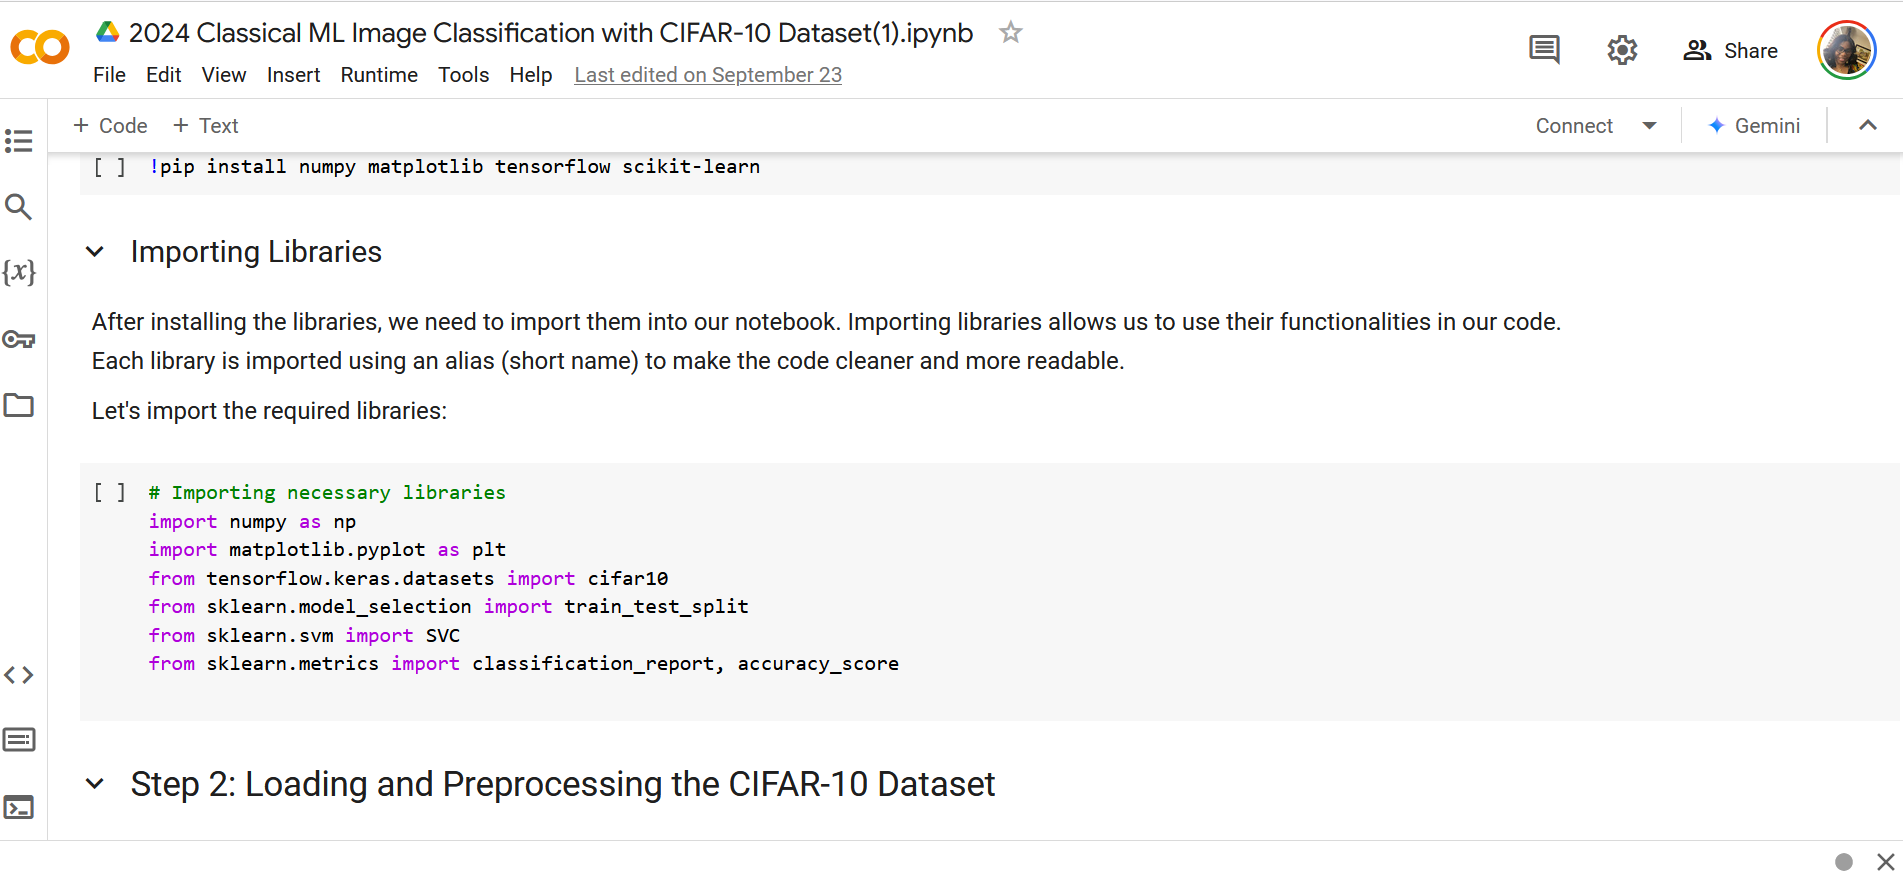 2024 Classical ML Image Classification with CIFAR-10 Dataset(1).ipynb
File Edit View Insert Runtime Tools Help Last edited on September 23
Share
+ Code + Text
Connect
Gemini
[ ] !pip install numpy matplotlib tensorflow scikit-learn
Importing Libraries
{x}
After installing the libraries, we need to import them into our notebook. Importing libraries allows us to use their functionalities in our code.
Each library is imported using an alias (short name) to make the code cleaner and more readable.
Let's import the required libraries:
[ ] # Importing necessary libraries
import numpy as np
import matplotlib.pyplot as plt
from tensorflow.keras.datasets import cifar10
from sklearn.model_selection import train_test_split
from sklearn.svm import SVC
from sklearn.metrics import classification_report, accuracy_score
Step 2: Loading and Preprocessing the CIFAR-10 Dataset